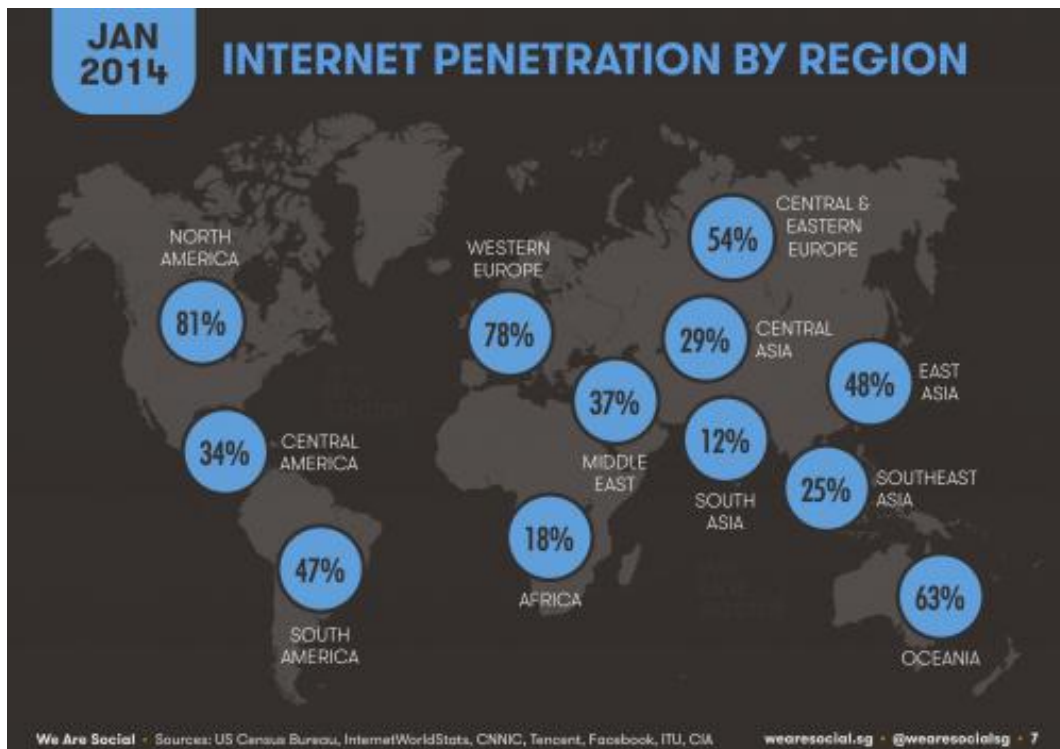 JAN
2014
INTERNET PENETRATION BY REGION
NORTH
AMERICA
81%
WESTERN
EUROPE
78%
54%
CENTRAL &
EASTERN
EUROPE
29%
CENTRAL
ASIA
48%
EAST
ASIA
37%
MIDDLE
EAST
12%
SOUTH
ASIA
34%
CENTRAL
AMERICA
25%
SOUTHEAST
ASIA
18%
AFRICA
47%
SOUTH
AMERICA
63%
OCEANIA
We Are Social • Sources: US Census Bureau, InternetWorldStats, CNNIC, Tencent, Facebook, ITU, CIA
wearesocial.sg • @wearesocialsg • 7